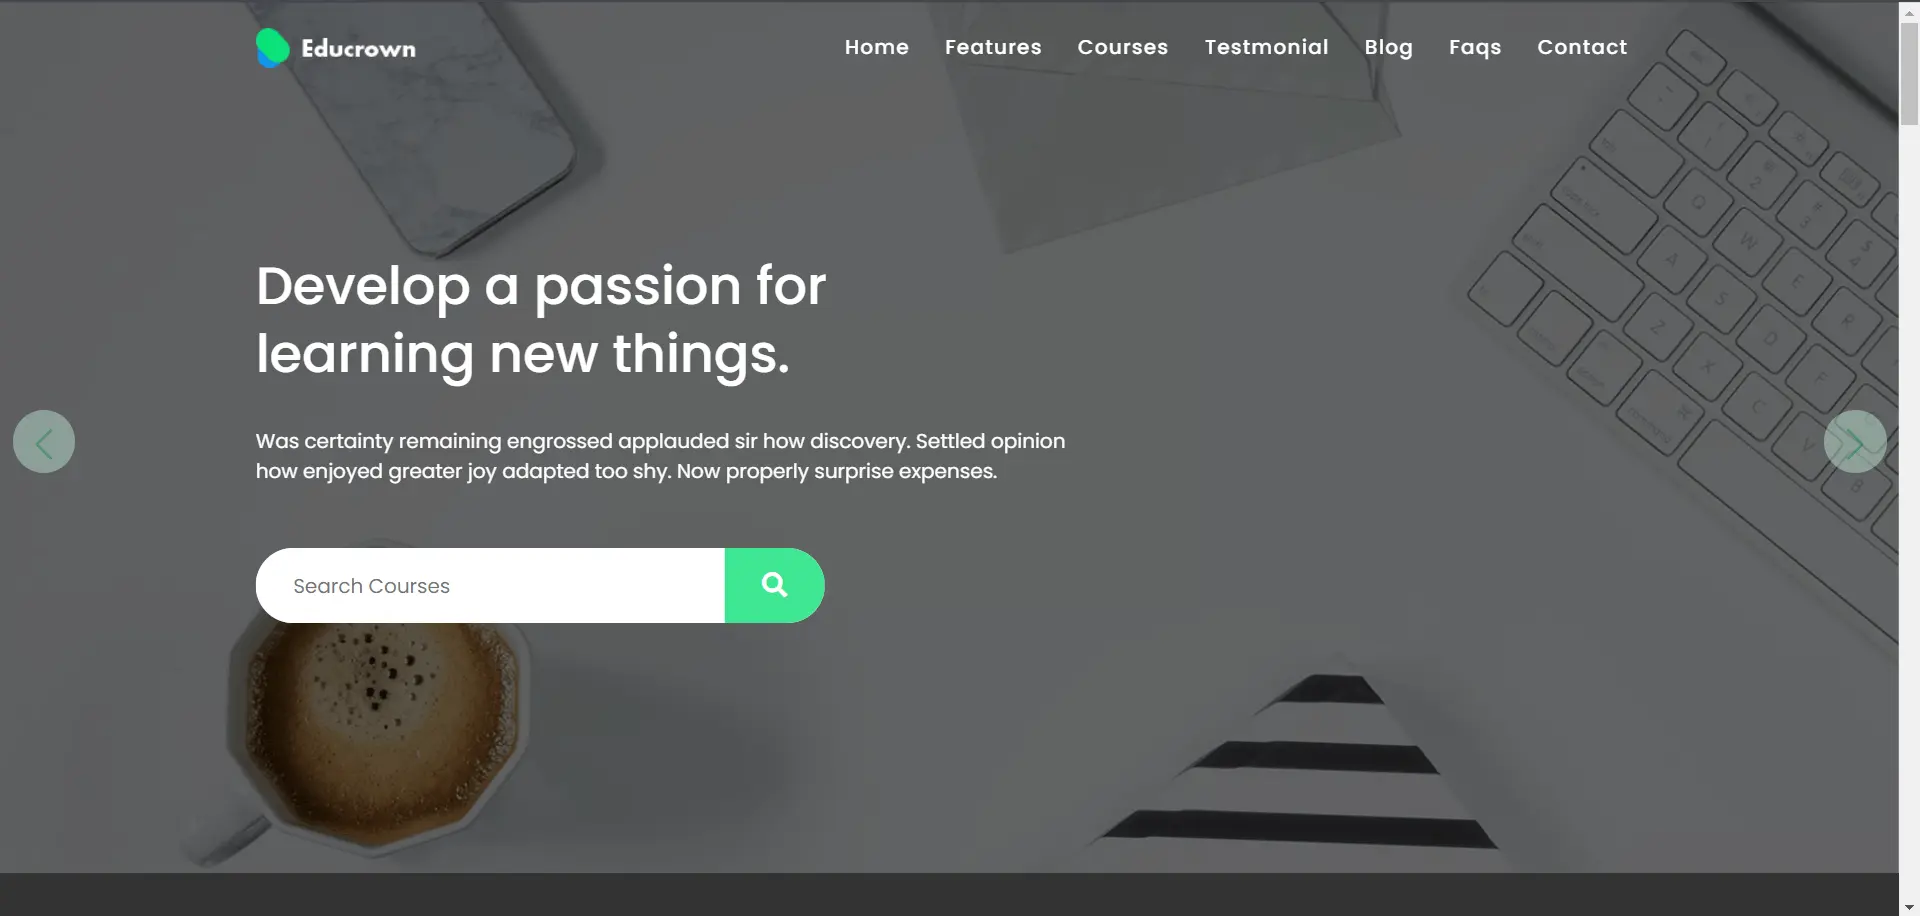 Educrown
Home Features Courses Testmonial Blog Faqs Contact
Develop a passion for
learning new things.
Was certainty remaining engrossed applauded sir how discovery. Settled opinion
how enjoyed greater joy adapted too shy. Now properly surprise expenses.
Search Courses